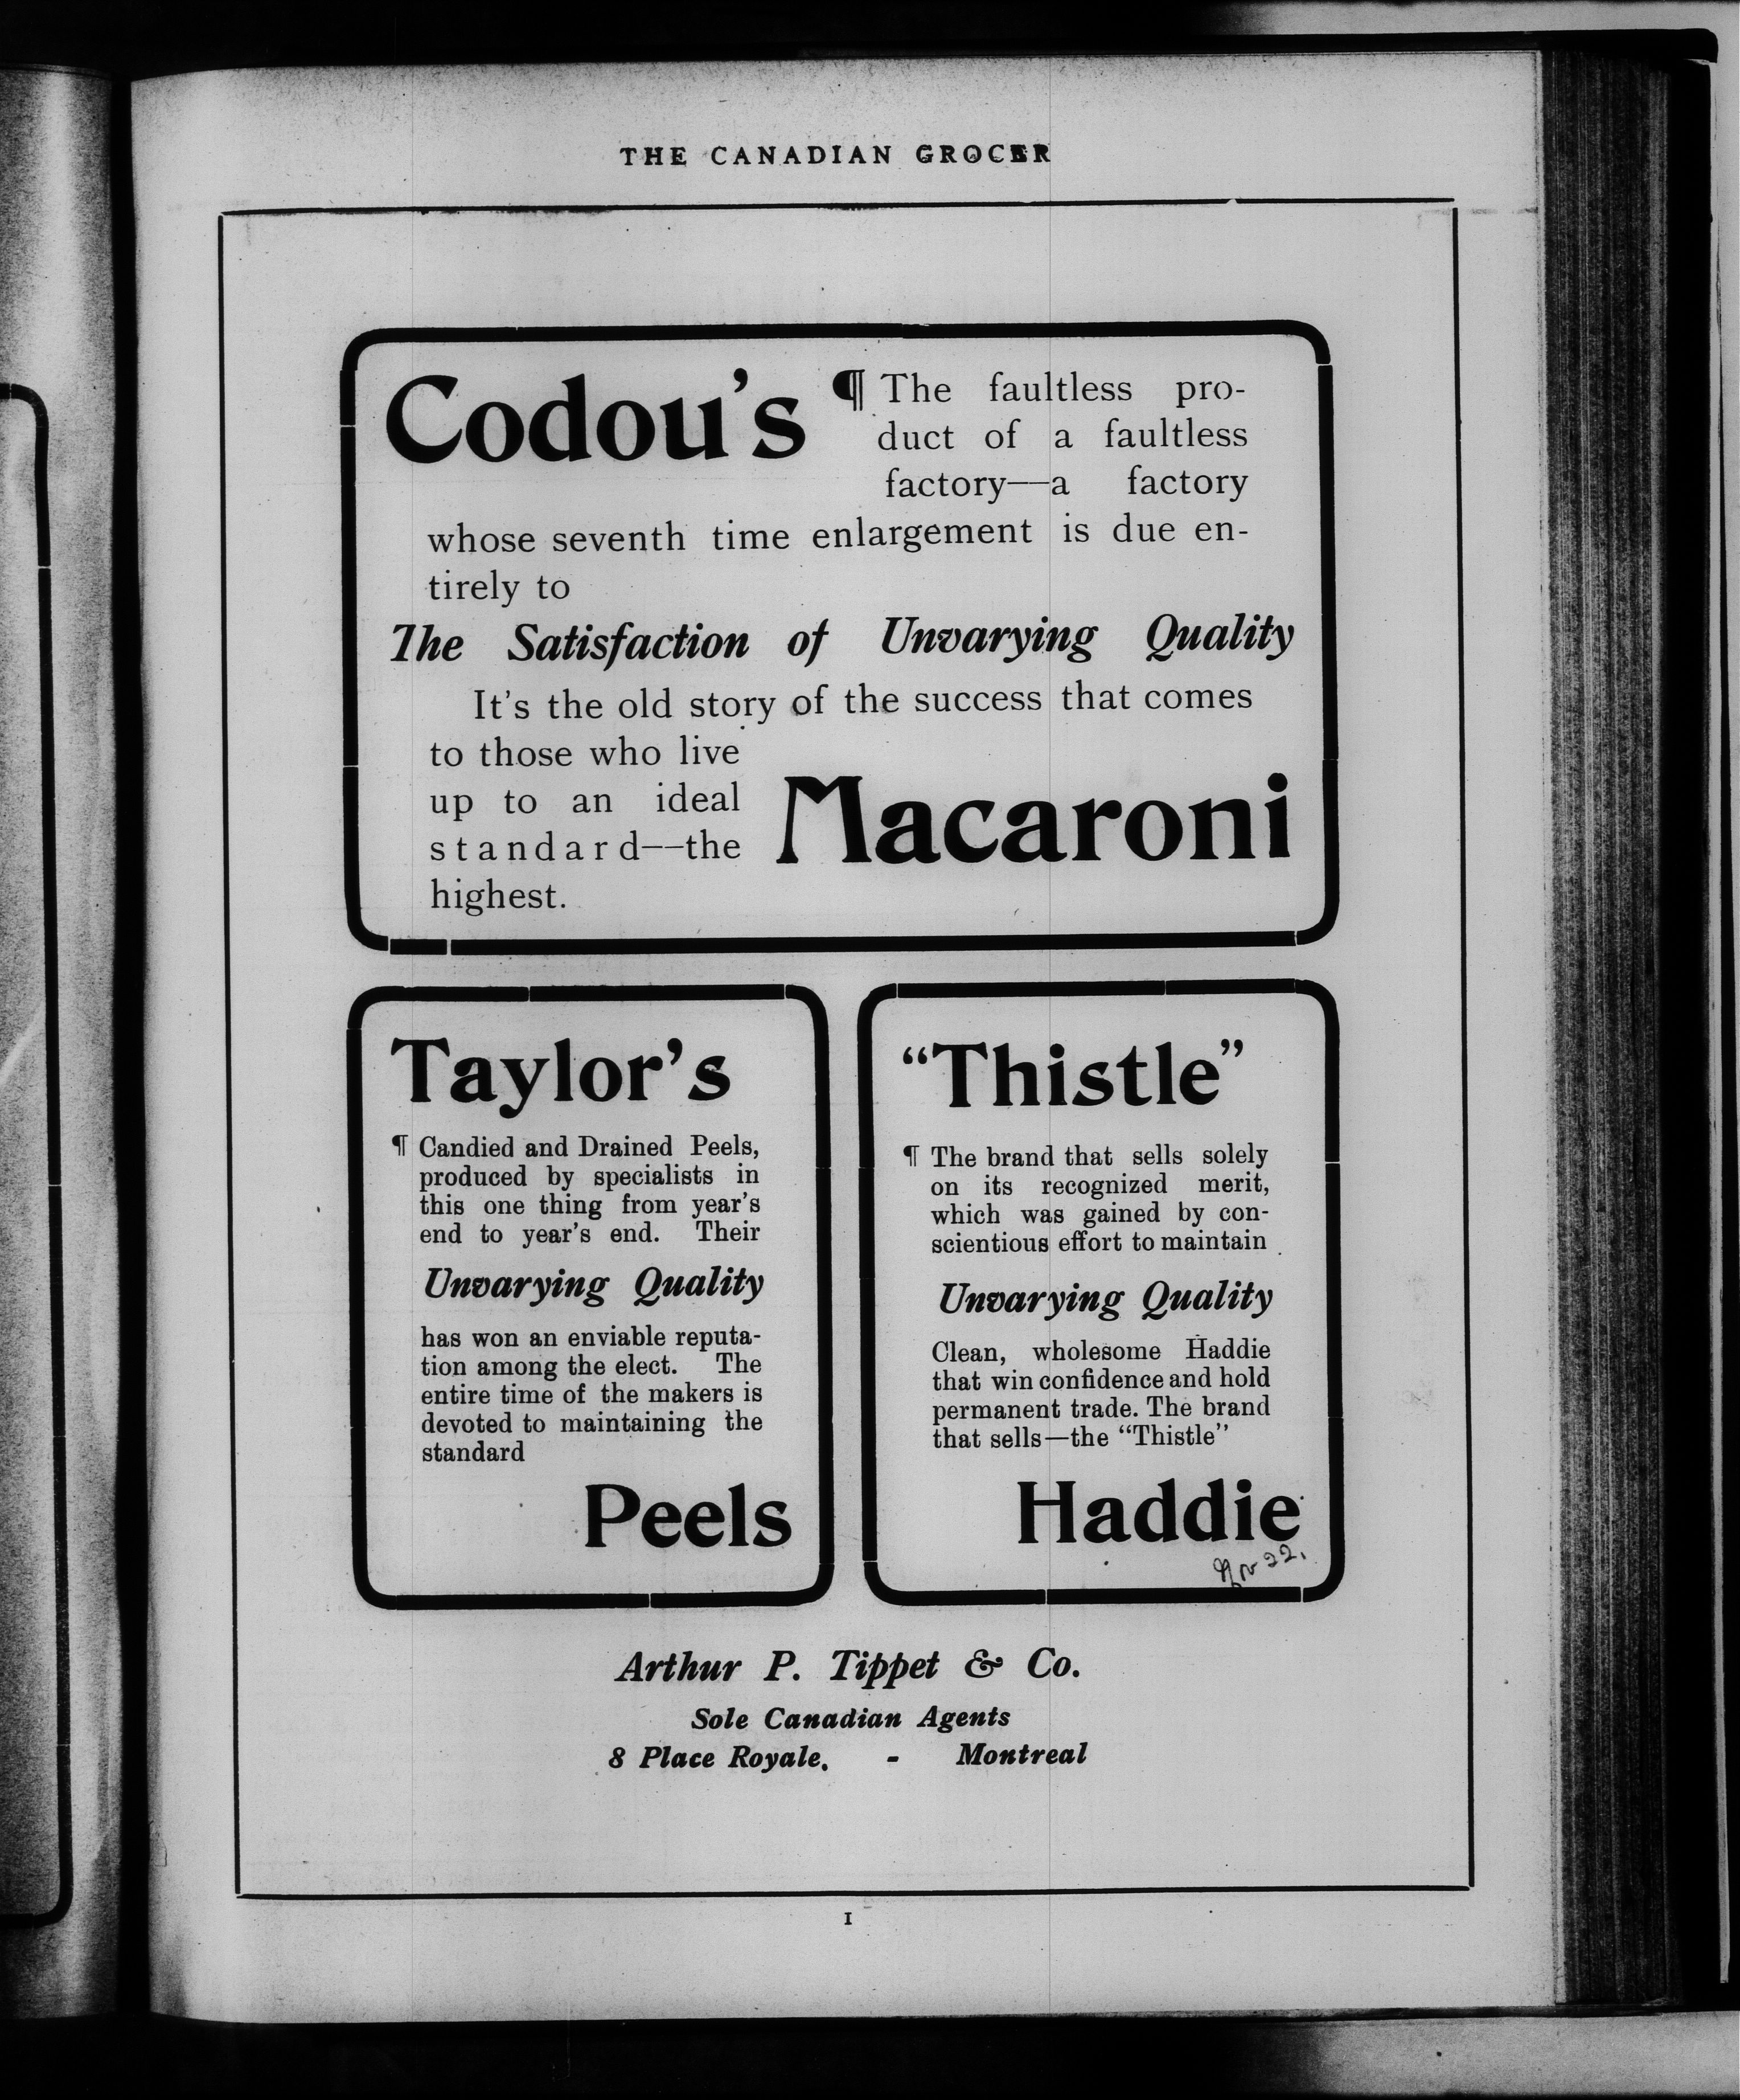 THE CANADIAN GROCER
Codou's
¶ The faultless pro-
duct of a faultless
factory—a factory
whose seventh time enlargement is due en-
tirely to
The Satisfaction of Unvarying Quality
It's the old story of the success that comes
to those who live
up to an ideal
standard—the
highest.
Macaroni
Taylor's
¶ Candied and Drained Peels,
produced by specialists in
this one thing from year's
end to year's end. Their
Unvarying Quality
has won an enviable reputa-
tion among the elect. The
entire time of the makers is
devoted to maintaining the
standard
Peels
“Thistle”
¶ The brand that sells solely
on its recognized merit,
which was gained by con-
scientious effort to maintain
Unvarying Quality
Clean, wholesome Haddie
that win confidence and hold
permanent trade. The brand
that sells—the “Thistle”
Haddie
22.
Arthur P. Tippet & Co.
Sole Canadian Agents
8 Place Royale. - Montreal
I